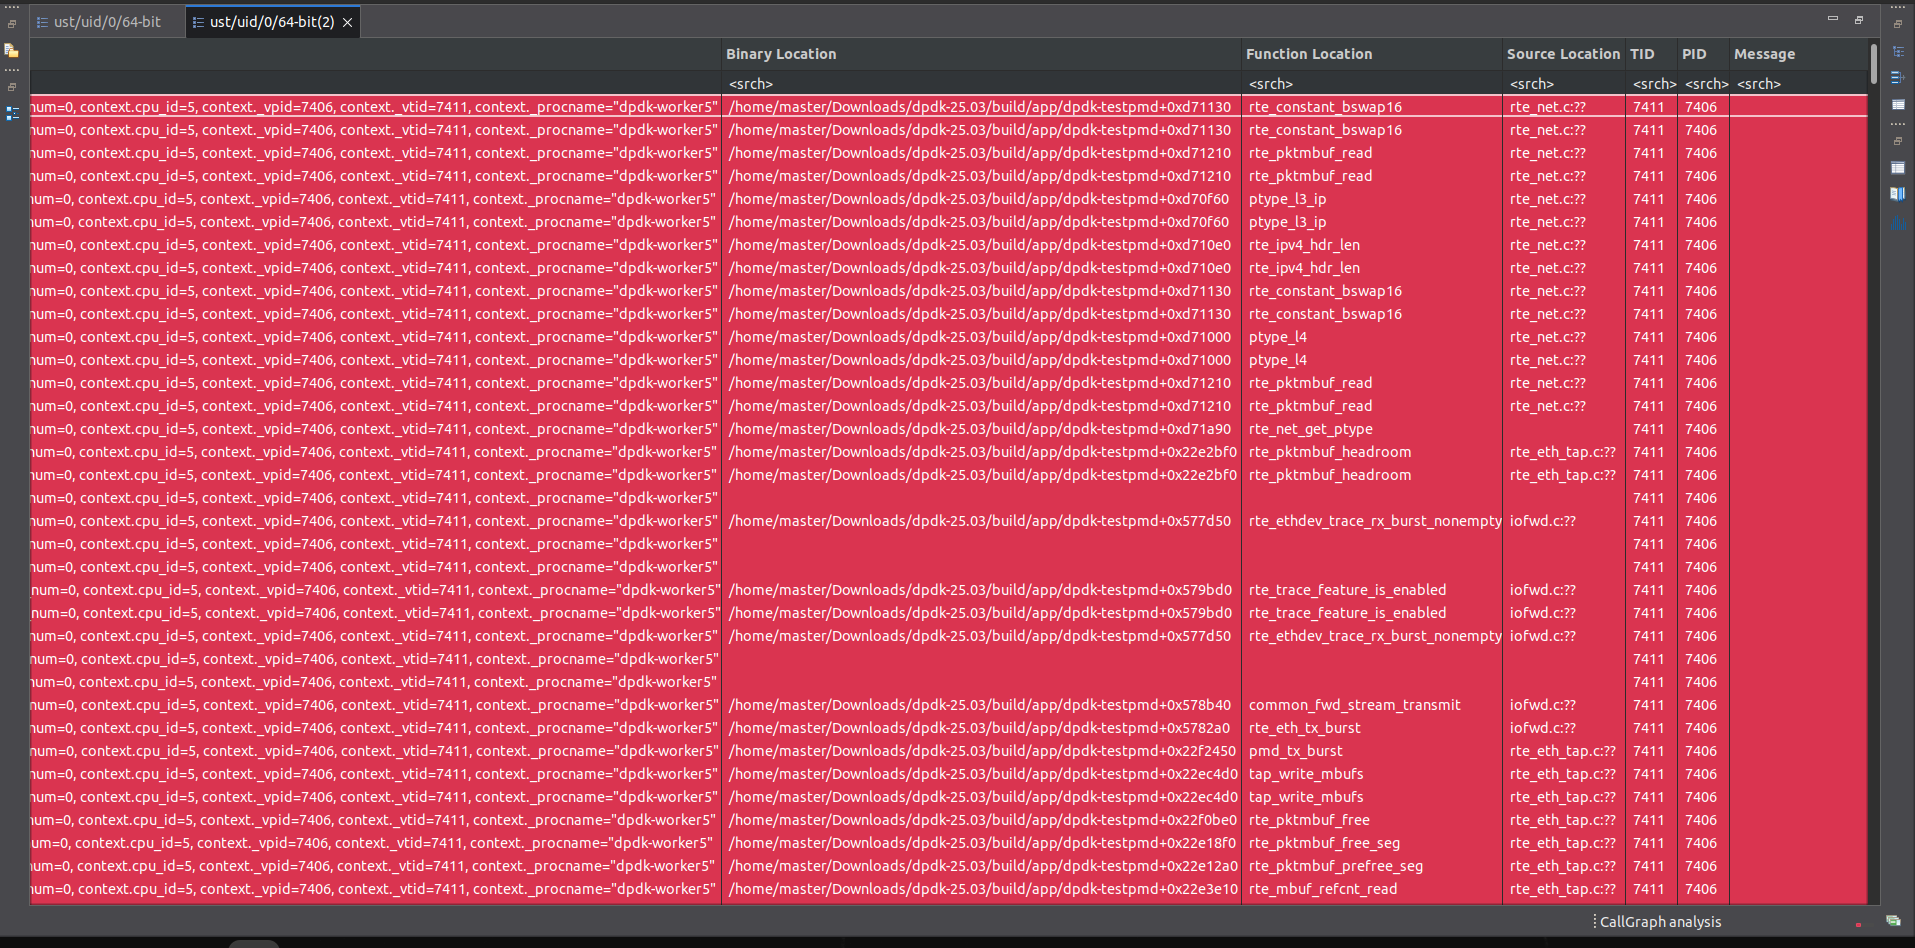 ust/uid/0/64-bit ust/uid/0/64-bit(2)
Binary Location Function Location Source Location TID PID Message
<srch> <srch> <srch> <srch> <srch> <srch>
num=0, context.cpu_id=5, context._vpid=7406, context._vtid=7411, context._procname="dpdk-worker5" /home/master/Downloads/dpdk-25.03/build/app/dpdk-testpmd+0xd71130 rte_constant_bswap16 rte_net.c:?? 7411 7406
num=0, context.cpu_id=5, context._vpid=7406, context._vtid=7411, context._procname="dpdk-worker5" /home/master/Downloads/dpdk-25.03/build/app/dpdk-testpmd+0xd71130 rte_constant_bswap16 rte_net.c:?? 7411 7406
num=0, context.cpu_id=5, context._vpid=7406, context._vtid=7411, context._procname="dpdk-worker5" /home/master/Downloads/dpdk-25.03/build/app/dpdk-testpmd+0xd71210 rte_pktmbuf_read rte_net.c:?? 7411 7406
num=0, context.cpu_id=5, context._vpid=7406, context._vtid=7411, context._procname="dpdk-worker5" /home/master/Downloads/dpdk-25.03/build/app/dpdk-testpmd+0xd71210 rte_pktmbuf_read rte_net.c:?? 7411 7406
num=0, context.cpu_id=5, context._vpid=7406, context._vtid=7411, context._procname="dpdk-worker5" /home/master/Downloads/dpdk-25.03/build/app/dpdk-testpmd+0xd70f60 ptype_l3_ip rte_net.c:?? 7411 7406
num=0, context.cpu_id=5, context._vpid=7406, context._vtid=7411, context._procname="dpdk-worker5" /home/master/Downloads/dpdk-25.03/build/app/dpdk-testpmd+0xd70f60 ptype_l3_ip rte_net.c:?? 7411 7406
num=0, context.cpu_id=5, context._vpid=7406, context._vtid=7411, context._procname="dpdk-worker5" /home/master/Downloads/dpdk-25.03/build/app/dpdk-testpmd+0xd710e0 rte_ipv4_hdr_len rte_net.c:?? 7411 7406
num=0, context.cpu_id=5, context._vpid=7406, context._vtid=7411, context._procname="dpdk-worker5" /home/master/Downloads/dpdk-25.03/build/app/dpdk-testpmd+0xd710e0 rte_ipv4_hdr_len rte_net.c:?? 7411 7406
num=0, context.cpu_id=5, context._vpid=7406, context._vtid=7411, context._procname="dpdk-worker5" /home/master/Downloads/dpdk-25.03/build/app/dpdk-testpmd+0xd71130 rte_constant_bswap16 rte_net.c:?? 7411 7406
num=0, context.cpu_id=5, context._vpid=7406, context._vtid=7411, context._procname="dpdk-worker5" /home/master/Downloads/dpdk-25.03/build/app/dpdk-testpmd+0xd71130 rte_constant_bswap16 rte_net.c:?? 7411 7406
num=0, context.cpu_id=5, context._vpid=7406, context._vtid=7411, context._procname="dpdk-worker5" /home/master/Downloads/dpdk-25.03/build/app/dpdk-testpmd+0xd71000 ptype_l4 rte_net.c:?? 7411 7406
num=0, context.cpu_id=5, context._vpid=7406, context._vtid=7411, context._procname="dpdk-worker5" /home/master/Downloads/dpdk-25.03/build/app/dpdk-testpmd+0xd71000 ptype_l4 rte_net.c:?? 7411 7406
num=0, context.cpu_id=5, context._vpid=7406, context._vtid=7411, context._procname="dpdk-worker5" /home/master/Downloads/dpdk-25.03/build/app/dpdk-testpmd+0xd71210 rte_pktmbuf_read rte_net.c:?? 7411 7406
num=0, context.cpu_id=5, context._vpid=7406, context._vtid=7411, context._procname="dpdk-worker5" /home/master/Downloads/dpdk-25.03/build/app/dpdk-testpmd+0xd71210 rte_pktmbuf_read rte_net.c:?? 7411 7406
num=0, context.cpu_id=5, context._vpid=7406, context._vtid=7411, context._procname="dpdk-worker5" /home/master/Downloads/dpdk-25.03/build/app/dpdk-testpmd+0xd71a90 rte_net_get_ptype 7411 7406
num=0, context.cpu_id=5, context._vpid=7406, context._vtid=7411, context._procname="dpdk-worker5" /home/master/Downloads/dpdk-25.03/build/app/dpdk-testpmd+0x22e2bf0 rte_pktmbuf_headroom rte_eth_tap.c:?? 7411 7406
num=0, context.cpu_id=5, context._vpid=7406, context._vtid=7411, context._procname="dpdk-worker5" /home/master/Downloads/dpdk-25.03/build/app/dpdk-testpmd+0x22e2bf0 rte_pktmbuf_headroom rte_eth_tap.c:?? 7411 7406
num=0, context.cpu_id=5, context._vpid=7406, context._vtid=7411, context._procname="dpdk-worker5" 7411 7406
num=0, context.cpu_id=5, context._vpid=7406, context._vtid=7411, context._procname="dpdk-worker5" /home/master/Downloads/dpdk-25.03/build/app/dpdk-testpmd+0x577d50 rte_ethdev_trace_rx_burst_nonempty iofwd.c:?? 7411 7406
num=0, context.cpu_id=5, context._vpid=7406, context._vtid=7411, context._procname="dpdk-worker5" 7411 7406
num=0, context.cpu_id=5, context._vpid=7406, context._vtid=7411, context._procname="dpdk-worker5" 7411 7406
_num=0, context.cpu_id=5, context._vpid=7406, context._vtid=7411, context._procname="dpdk-worker5" /home/master/Downloads/dpdk-25.03/build/app/dpdk-testpmd+0x579bd0 rte_trace_feature_is_enabled iofwd.c:?? 7411 7406
_num=0, context.cpu_id=5, context._vpid=7406, context._vtid=7411, context._procname="dpdk-worker5" /home/master/Downloads/dpdk-25.03/build/app/dpdk-testpmd+0x579bd0 rte_trace_feature_is_enabled iofwd.c:?? 7411 7406
num=0, context.cpu_id=5, context._vpid=7406, context._vtid=7411, context._procname="dpdk-worker5" /home/master/Downloads/dpdk-25.03/build/app/dpdk-testpmd+0x577d50 rte_ethdev_trace_rx_burst_nonempty iofwd.c:?? 7411 7406
num=0, context.cpu_id=5, context._vpid=7406, context._vtid=7411, context._procname="dpdk-worker5" 7411 7406
num=0, context.cpu_id=5, context._vpid=7406, context._vtid=7411, context._procname="dpdk-worker5" 7411 7406
num=0, context.cpu_id=5, context._vpid=7406, context._vtid=7411, context._procname="dpdk-worker5" /home/master/Downloads/dpdk-25.03/build/app/dpdk-testpmd+0x578b40 common_fwd_stream_transmit iofwd.c:?? 7411 7406
num=0, context.cpu_id=5, context._vpid=7406, context._vtid=7411, context._procname="dpdk-worker5" /home/master/Downloads/dpdk-25.03/build/app/dpdk-testpmd+0x5782a0 rte_eth_tx_burst iofwd.c:?? 7411 7406
num=0, context.cpu_id=5, context._vpid=7406, context._vtid=7411, context._procname="dpdk-worker5" /home/master/Downloads/dpdk-25.03/build/app/dpdk-testpmd+0x22f2450 pmd_tx_burst rte_eth_tap.c:?? 7411 7406
num=0, context.cpu_id=5, context._vpid=7406, context._vtid=7411, context._procname="dpdk-worker5" /home/master/Downloads/dpdk-25.03/build/app/dpdk-testpmd+0x22ec4d0 tap_write_mbufs rte_eth_tap.c:?? 7411 7406
num=0, context.cpu_id=5, context._vpid=7406, context._vtid=7411, context._procname="dpdk-worker5" /home/master/Downloads/dpdk-25.03/build/app/dpdk-testpmd+0x22ec4d0 tap_write_mbufs rte_eth_tap.c:?? 7411 7406
num=0, context.cpu_id=5, context._vpid=7406, context._vtid=7411, context._procname="dpdk-worker5" /home/master/Downloads/dpdk-25.03/build/app/dpdk-testpmd+0x22f0be0 rte_pktmbuf_free rte_eth_tap.c:?? 7411 7406
um=0, context.cpu_id=5, context._vpid=7406, context._vtid=7411, context._procname="dpdk-worker5" /home/master/Downloads/dpdk-25.03/build/app/dpdk-testpmd+0x22e18f0 rte_pktmbuf_free_seg rte_eth_tap.c:?? 7411 7406
num=0, context.cpu_id=5, context._vpid=7406, context._vtid=7411, context._procname="dpdk-worker5" /home/master/Downloads/dpdk-25.03/build/app/dpdk-testpmd+0x22e12a0 rte_pktmbuf_prefree_seg rte_eth_tap.c:?? 7411 7406
num=0, context.cpu_id=5, context._vpid=7406, context._vtid=7411, context._procname="dpdk-worker5" /home/master/Downloads/dpdk-25.03/build/app/dpdk-testpmd+0x22e3e10 rte_mbuf_refcnt_read rte_eth_tap.c:?? 7411 7406
CallGraph analysis